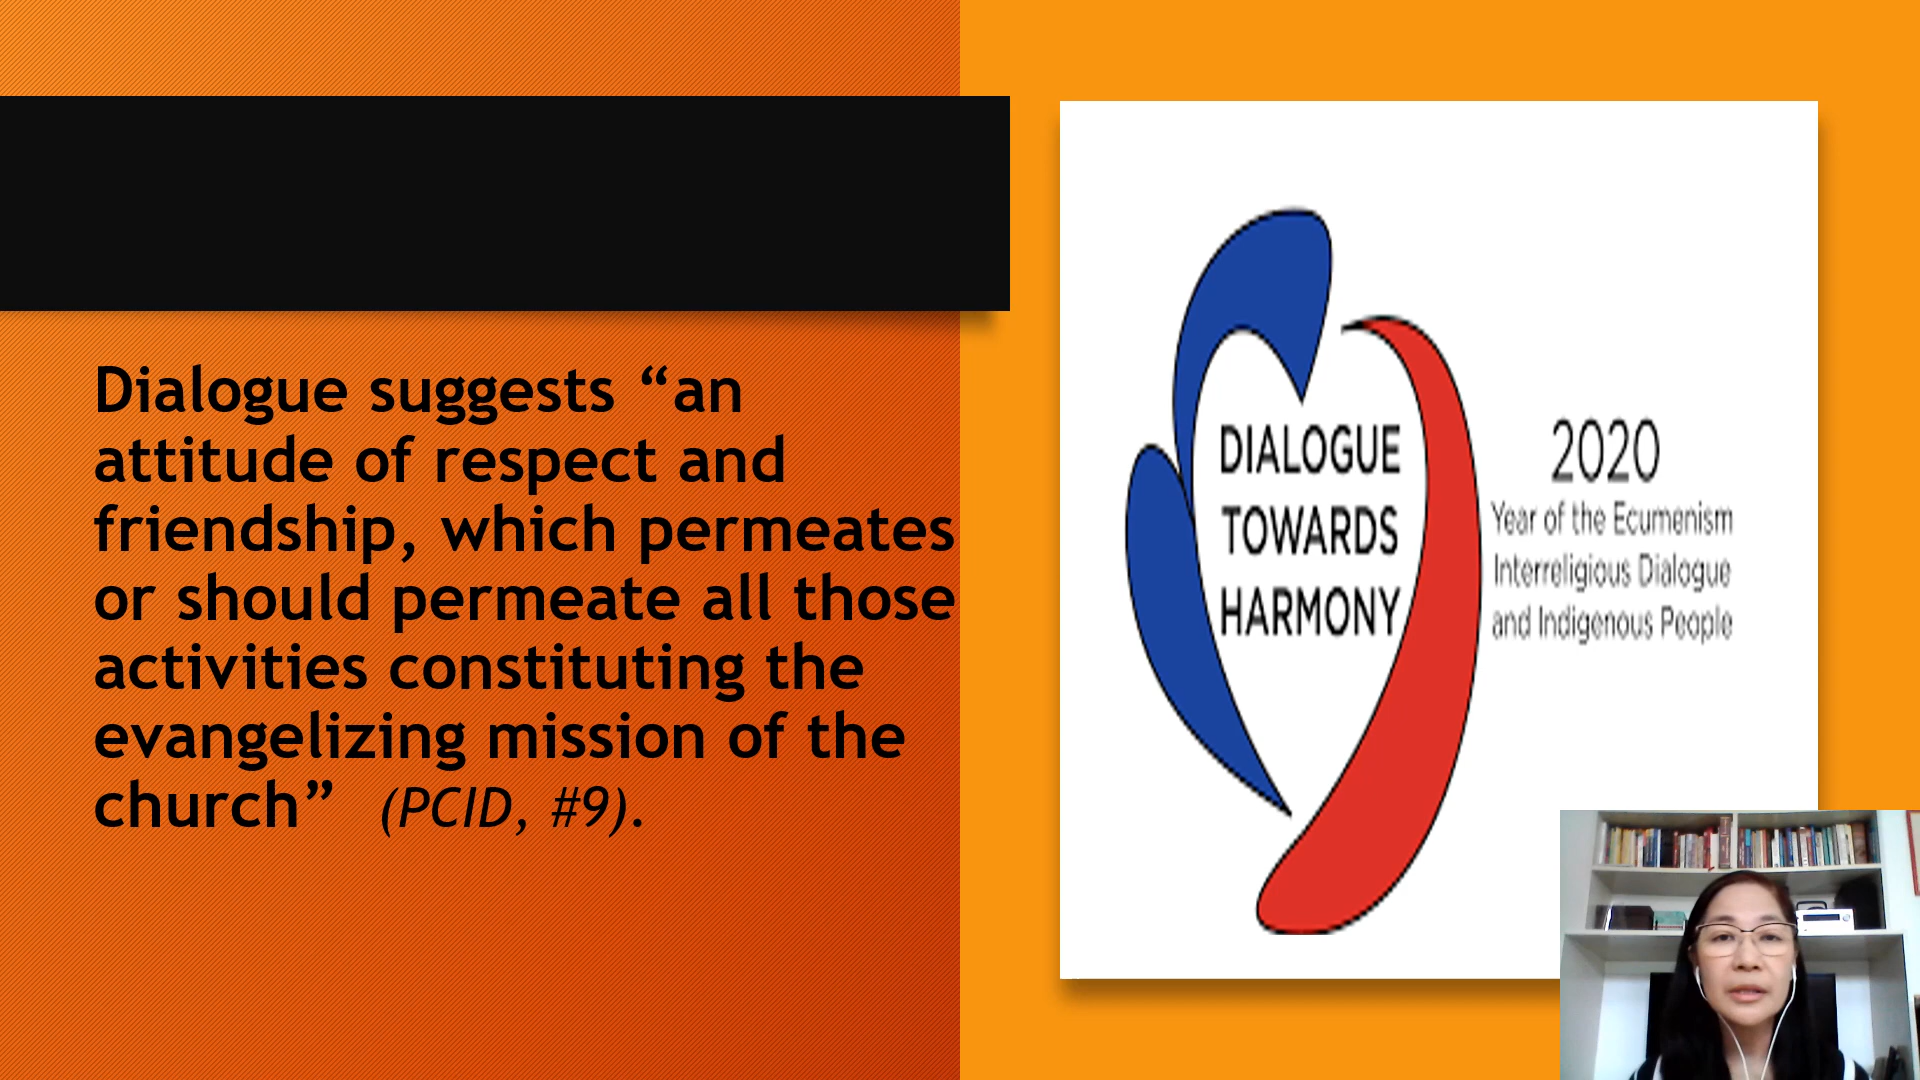 Dialogue suggests “an
attitude of respect and
friendship, which permeates
or should permeate all those
activities constituting the
evangelizing mission of the
church” (PCID, #9).
DIALOGUE
TOWARDS
HARMONY
2020
Year of the Ecumenism
Interreligious Dialogue
and Indigenous People